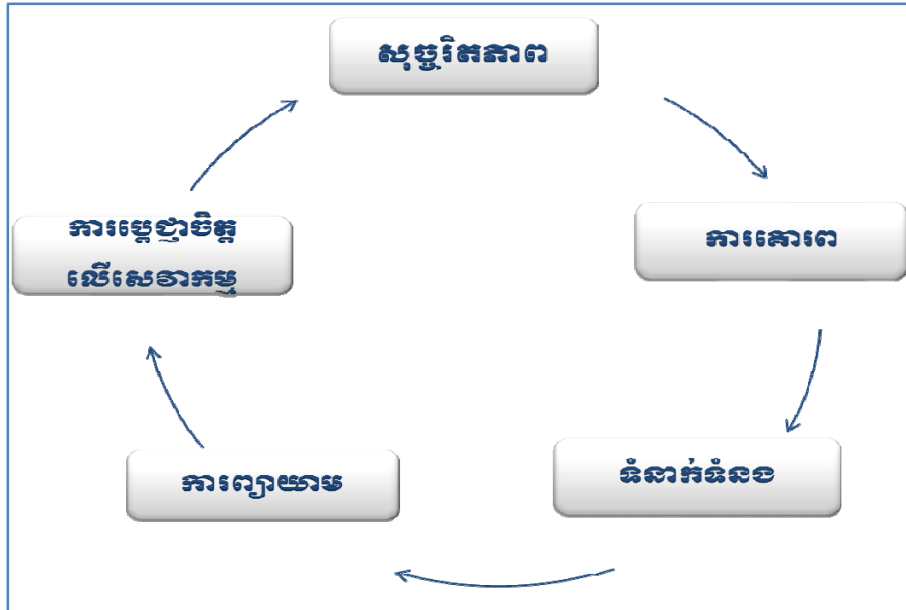 សុច្ចរិតភាព
ការគោរព
ទំនាក់ទំនង
ការព្យាយាម
ការប្ដេជ្ញាចិត្ត
លើសេវាកម្ម